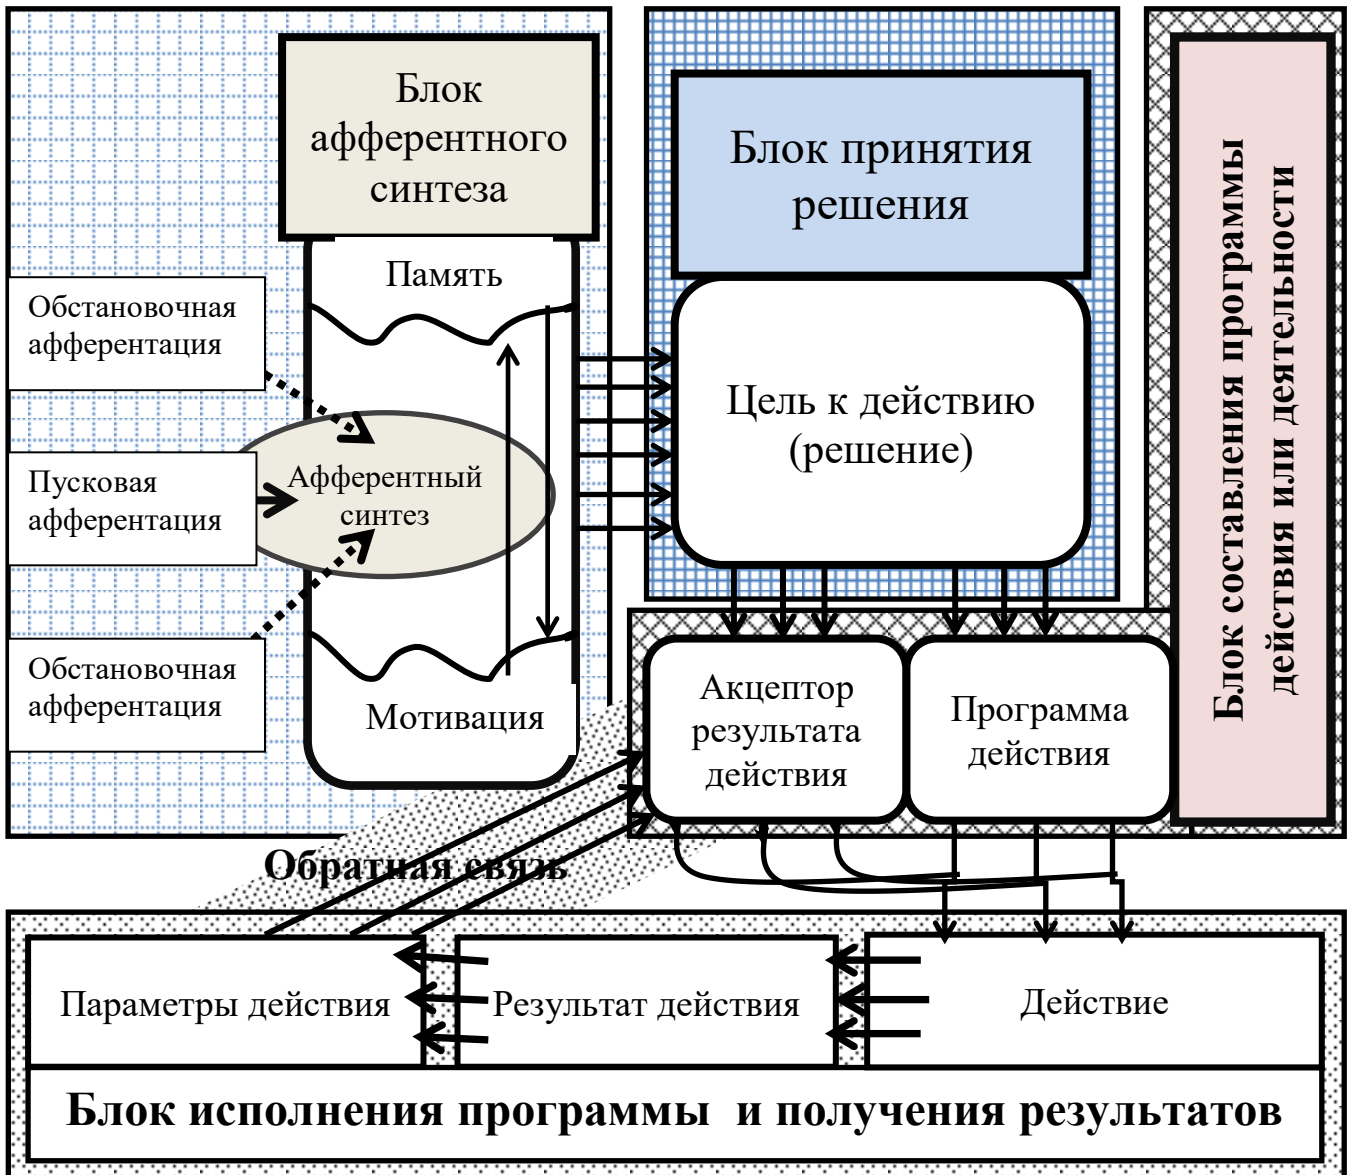 Блок
афферентного
синтеза
Память
Обстановочная
афферентация
Пусковая
афферентация
Обстановочная
афферентация
Афферентный
синтез
Мотивация
Блок принятия
решения
Цель к действию
(решение)
Блок составления программы
действия или деятельности
Акцептор
результата
действия
Программа
действия
Обратная связь
Параметры действия
Результат действия
Действие
Блок исполнения программы и получения результатов